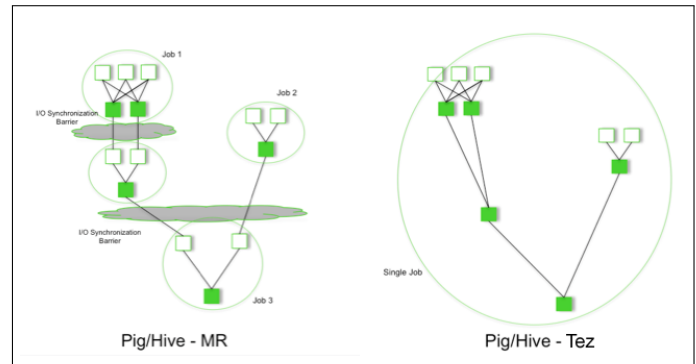 Job 1
Job 2
I/O Synchronization
Barrier
I/O Synchronization
Barrier
Job 3
Pig/Hive - MR
Single Job
Pig/Hive - Tez